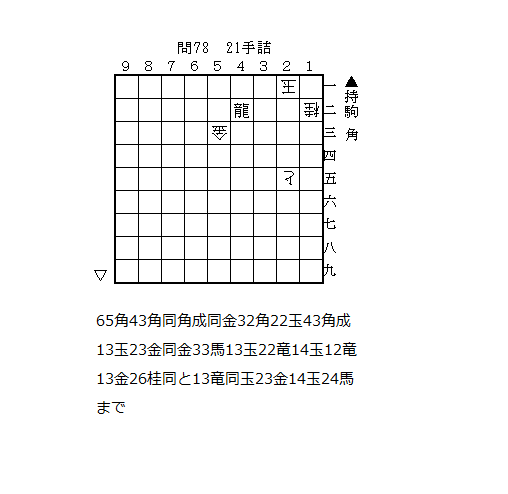 問78 21手詰
9 8 7 6 5 4 3 2 1
▲持駒 角
玉 一
龍 桂 二
金 三
四
と 五
六
七
八
▽ 九
65角43角同角成同金32角22玉43角成
13玉23金同金33馬13玉22竜14玉12竜
13金26桂同と13竜同玉23金14玉24馬
まで